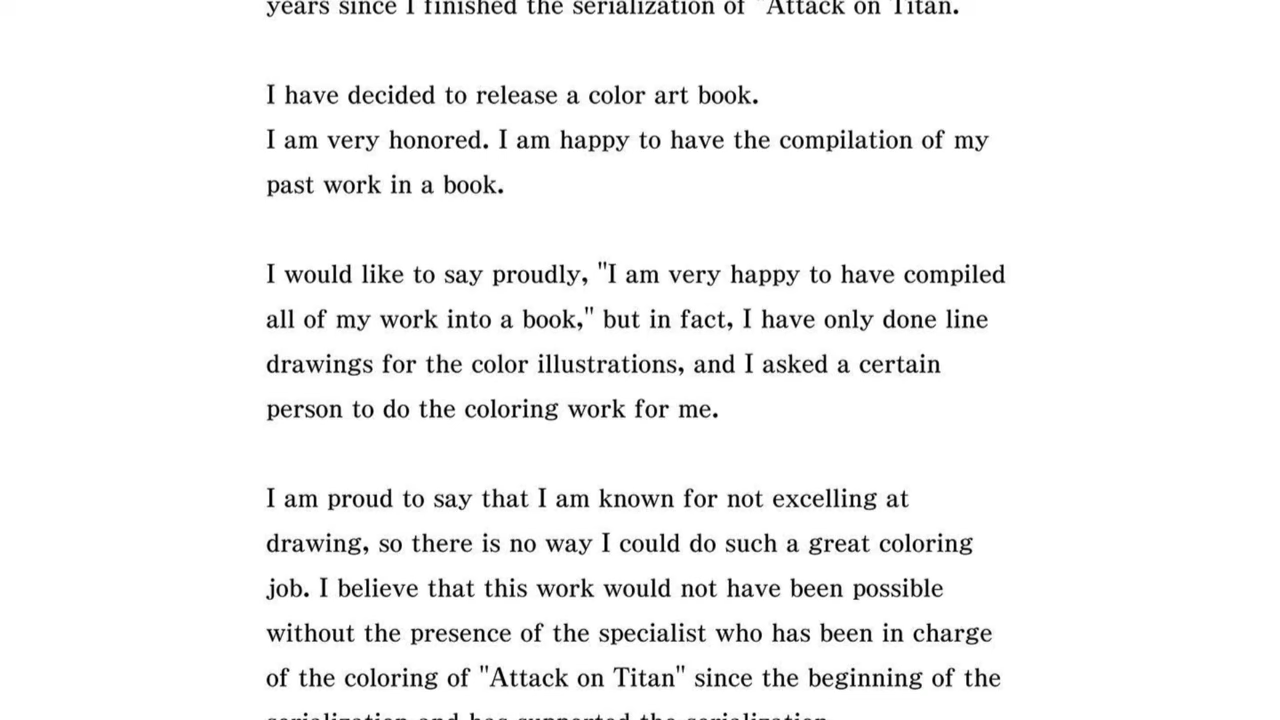 years since I finished the serialization of "Attack on Titan.
I have decided to release a color art book.
I am very honored. I am happy to have the compilation of my
past work in a book.
I would like to say proudly, "I am very happy to have compiled
all of my work into a book," but in fact, I have only done line
drawings for the color illustrations, and I asked a certain
person to do the coloring work for me.
I am proud to say that I am known for not excelling at
drawing, so there is no way I could do such a great coloring
job. I believe that this work would not have been possible
without the presence of the specialist who has been in charge
of the coloring of "Attack on Titan" since the beginning of the
serialization and has supported the serialization